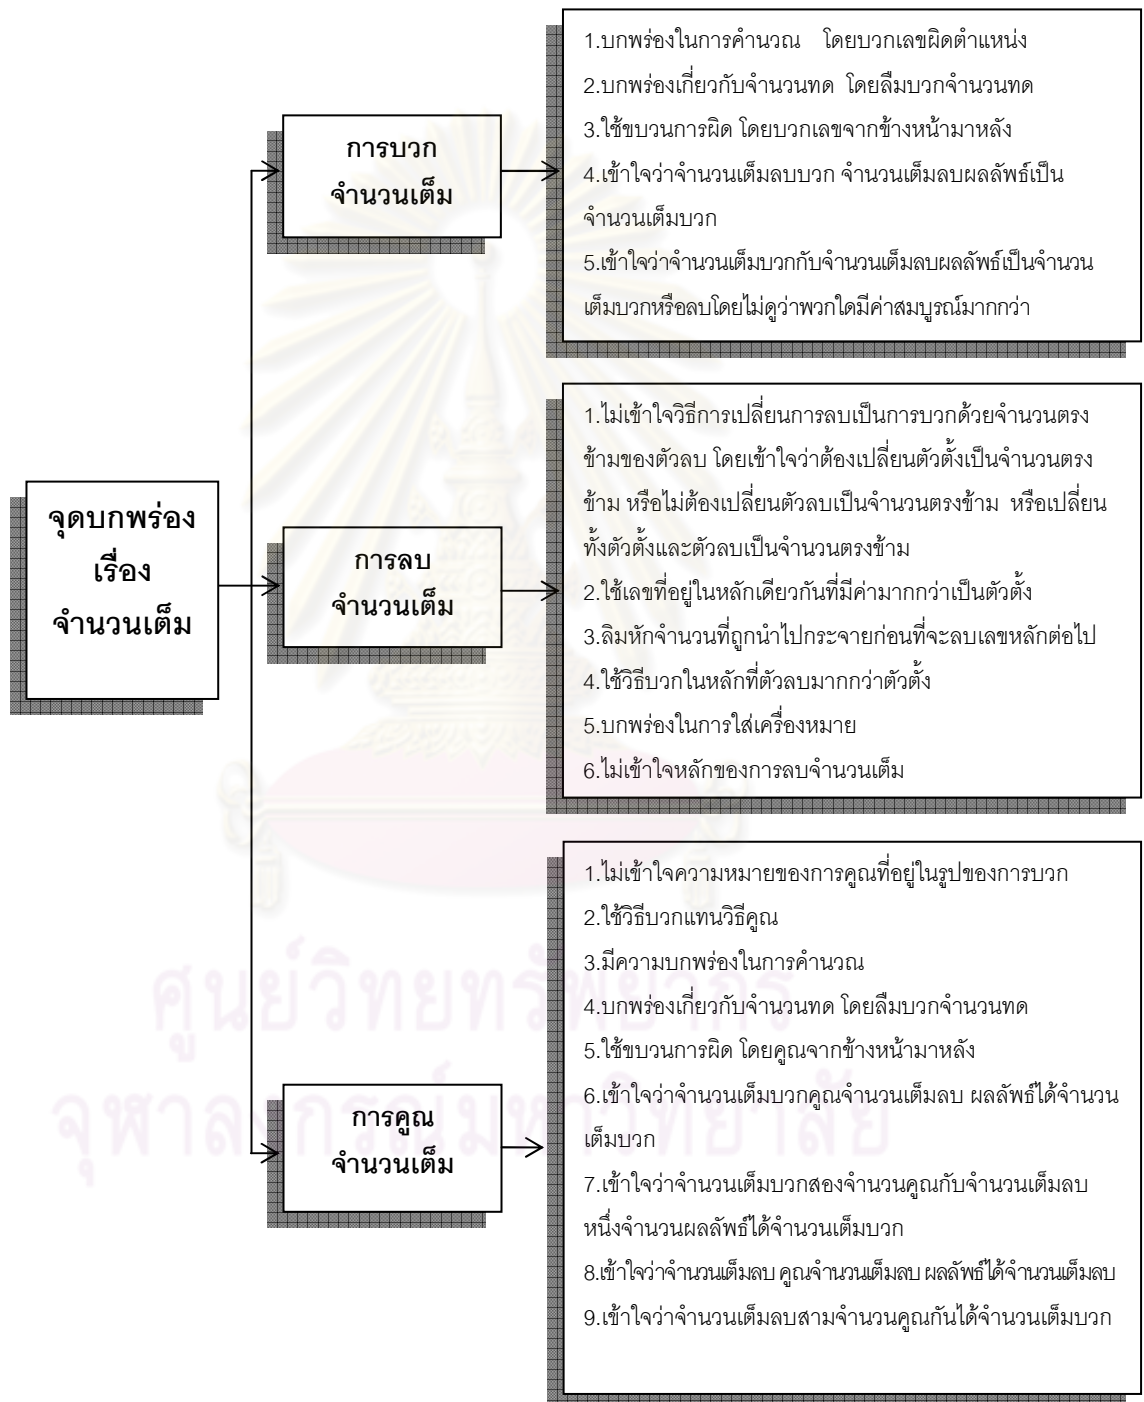 จุดบกพร่อง
เรื่อง
จำนวนเต็ม
การบวก
จำนวนเต็ม
1.บกพร่องในการคำนวณ โดยบวกเลขผิดตำแหน่ง
2.บกพร่องเกี่ยวกับจำนวนทด โดยลืมบวกจำนวนทด
3.ใช้ขบวนการผิด โดยบวกเลขจากข้างหน้ามาหลัง
4.เข้าใจว่าจำนวนเต็มลบบวก จำนวนเต็มลบผลลัพธ์เป็น
จำนวนเต็มบวก
5.เข้าใจว่าจำนวนเต็มบวกกับจำนวนเต็มลบผลลัพธ์เป็นจำนวน
เต็มบวกหรือลบโดยไม่ดูว่าพวกใดมีค่าสมบูรณ์มากกว่า
การลบ
จำนวนเต็ม
1.ไม่เข้าใจวิธีการเปลี่ยนการลบเป็นการบวกด้วยจำนวนตรง
ข้ามของตัวลบ โดยเข้าใจว่าต้องเปลี่ยนตัวตั้งเป็นจำนวนตรง
ข้าม หรือไม่ต้องเปลี่ยนตัวลบเป็นจำนวนตรงข้าม หรือเปลี่ยน
ทั้งตัวตั้งและตัวลบเป็นจำนวนตรงข้าม
2.ใช้เลขที่อยู่ในหลักเดียวกันที่มีค่ามากกว่าเป็นตัวตั้ง
3.ลิมหักจำนวนที่ถูกนำไปกระจายก่อนที่จะลบเลขหลักต่อไป
4.ใช้วิธีบวกในหลักที่ตัวลบมากกว่าตัวตั้ง
5.บกพร่องในการใส่เครื่องหมาย
6.ไม่เข้าใจหลักของการลบจำนวนเต็ม
การคูณ
จำนวนเต็ม
1.ไม่เข้าใจความหมายของการคูณที่อยู่ในรูปของการบวก
2.ใช้วิธีบวกแทนวิธีคูณ
3.มีความบกพร่องในการคำนวณ
4.บกพร่องเกี่ยวกับจำนวนทด โดยลืมบวกจำนวนทด
5.ใช้ขบวนการผิด โดยคูณจากข้างหน้ามาหลัง
6.เข้าใจว่าจำนวนเต็มบวกคูณจำนวนเต็มลบ ผลลัพธ์ได้จำนวน
เต็มบวก
7.เข้าใจว่าจำนวนเต็มบวกสองจำนวนคูณกับจำนวนเต็มลบ
หนึ่งจำนวนผลลัพธ์ได้จำนวนเต็มบวก
8.เข้าใจว่าจำนวนเต็มลบ คูณจำนวนเต็มลบ ผลลัพธ์ได้จำนวนเต็มลบ
9.เข้าใจว่าจำนวนเต็มลบสามจำนวนคูณกันได้จำนวนเต็มบวก
ศูนย์วิทยทรัพยากร
จุฬาลงกรณ์มหาวิทยาลัย